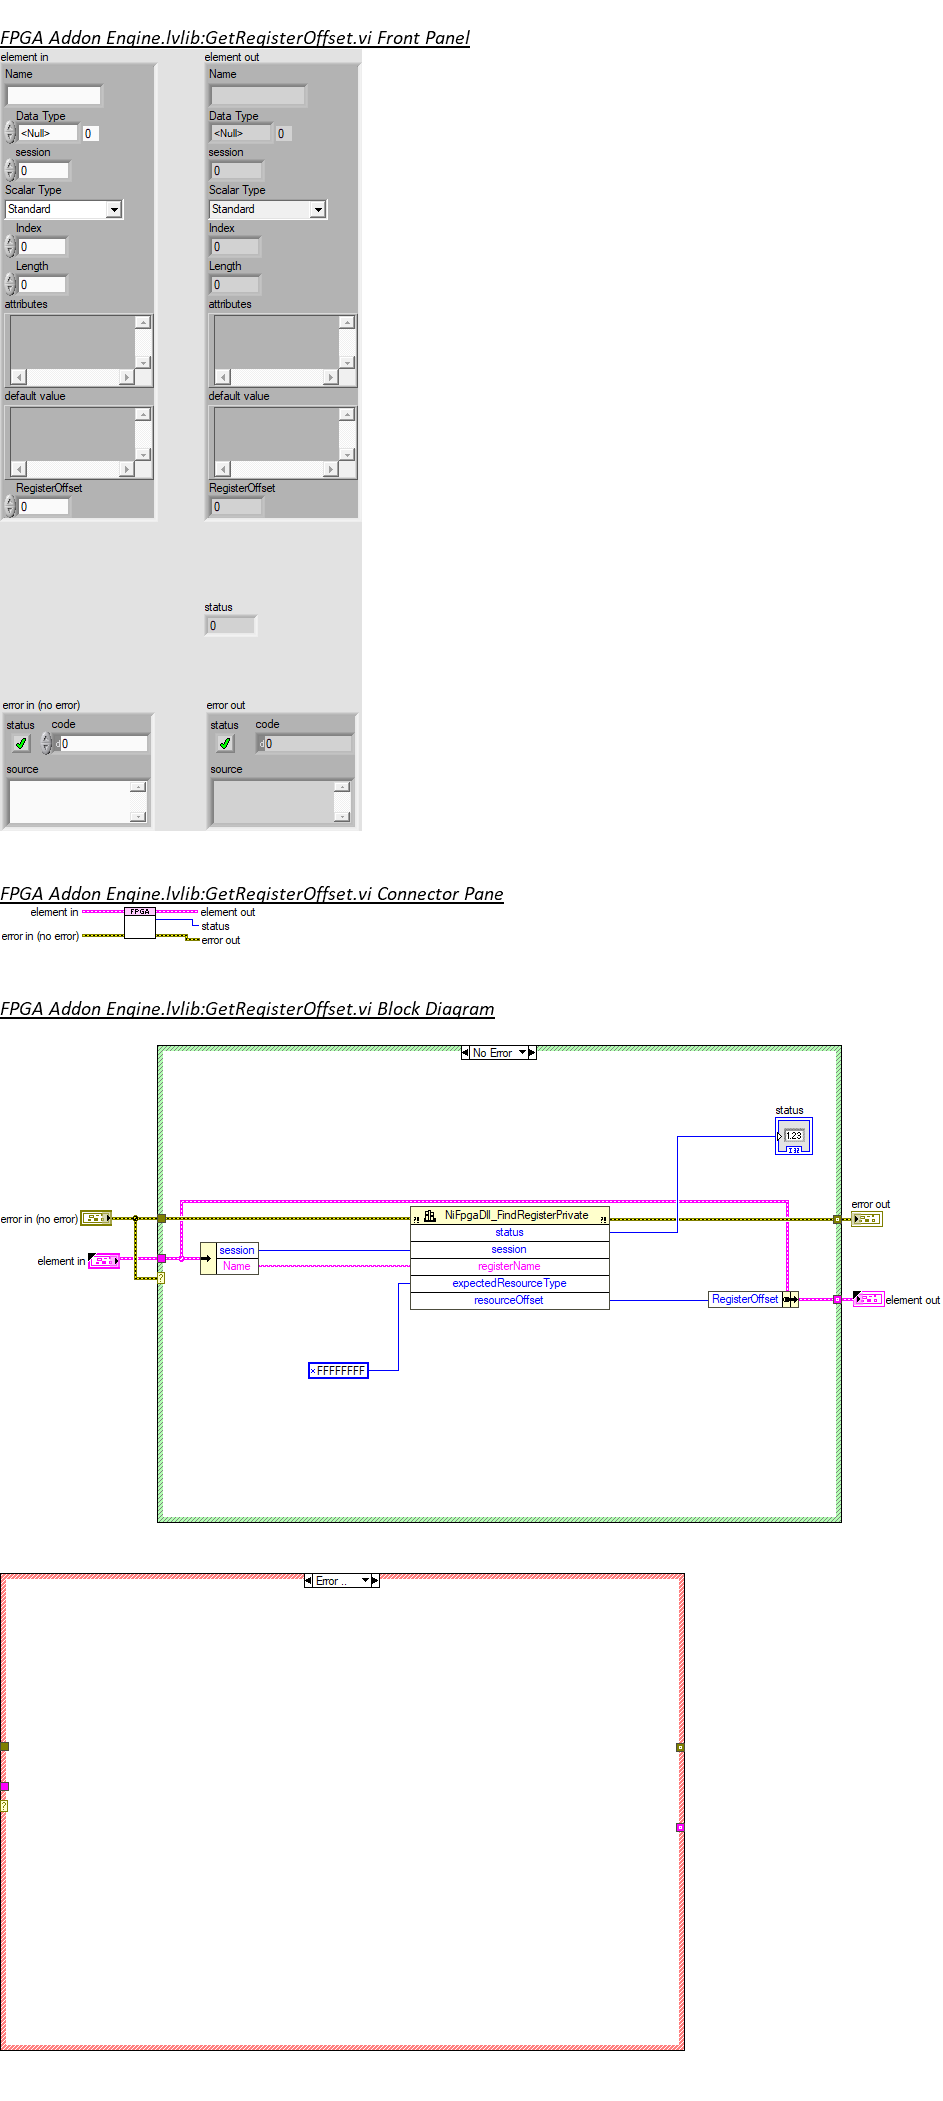 FPGA Addon Engine.lvlib:GetRegisterOffset.vi Front Panel
element in
element out
Name
Name
Data Type
Data Type
<Null>
0
<Null>
0
session
session
0
0
Scalar Type
Scalar Type
Standard
Standard
Index
Index
0
0
Length
Length
0
0
attributes
attributes
default value
default value
RegisterOffset
RegisterOffset
0
0
status
0
error in (no error)
error out
status
code
status
code
d 0
d 0
source
source
FPGA Addon Engine.lvlib:GetRegisterOffset.vi Connector Pane
element in
FPGA
element out
status
error in (no error)
error out
FPGA Addon Engine.lvlib:GetRegisterOffset.vi Block Diagram
No Error
status
1.23
I32
error out
error in (no error)
NiFpgaDll_FindRegisterPrivate
status
element in
session
session
Name
registerName
?
expectedResourceType
resourceOffset
RegisterOffset
element out
x FFFFFFFF
Error ..
?